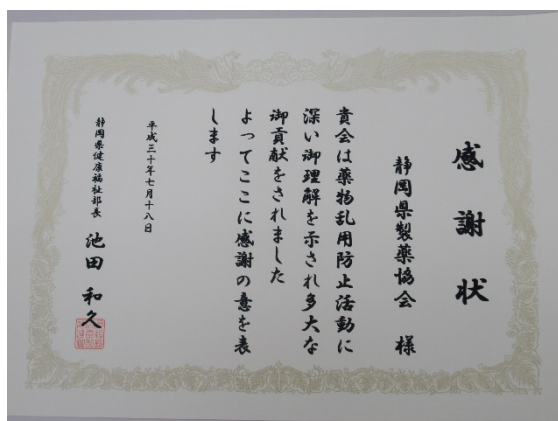 感謝状
静岡県製薬協会 様
貴会は薬物乱用防止活動に
深い御理解を示され多大な
御貢献をされました
よってここに感謝の意を表
します
平成三十年七月十八日
静岡県健康福祉部長 池田 和久